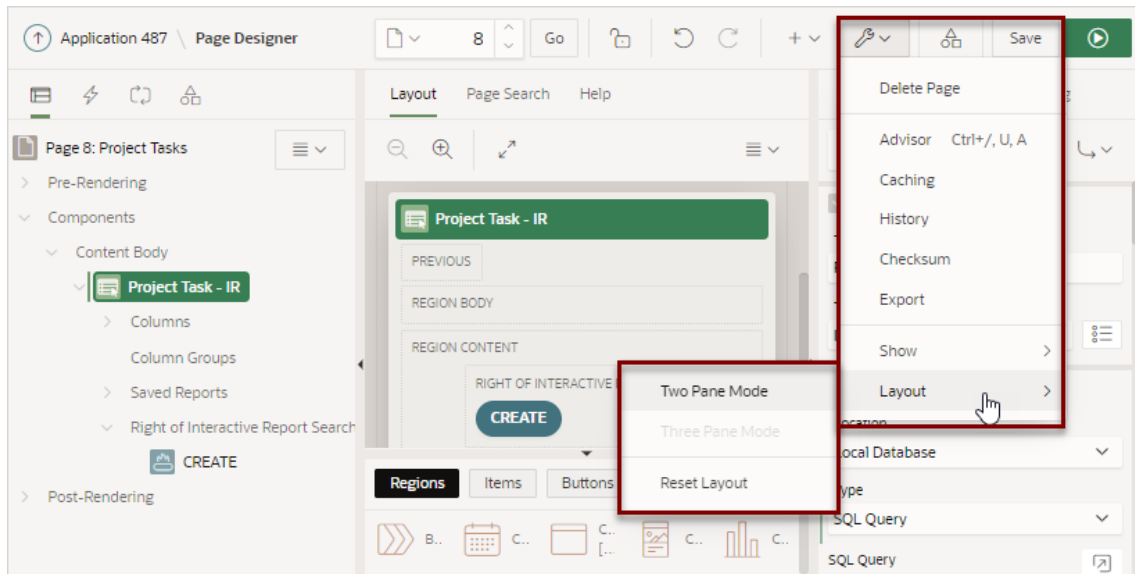 Application 487 \ Page Designer
8
Go
Save
Layout
Page Search
Help
Page 8: Project Tasks
Pre-Rendering
Components
Content Body
Project Task - IR
Columns
Column Groups
Saved Reports
Right of Interactive Report Search
CREATE
Post-Rendering
Project Task - IR
PREVIOUS
REGION BODY
REGION CONTENT
RIGHT OF INTERACTIVE
CREATE
Regions
Items
Buttons
B..
C..
C..
[...
C..
C..
Delete Page
Advisor Ctrl+/, U, A
Caching
History
Checksum
Export
Show
Layout
Two Pane Mode
Three Pane Mode
Reset Layout
Location
Local Database
Type
SQL Query
SQL Query